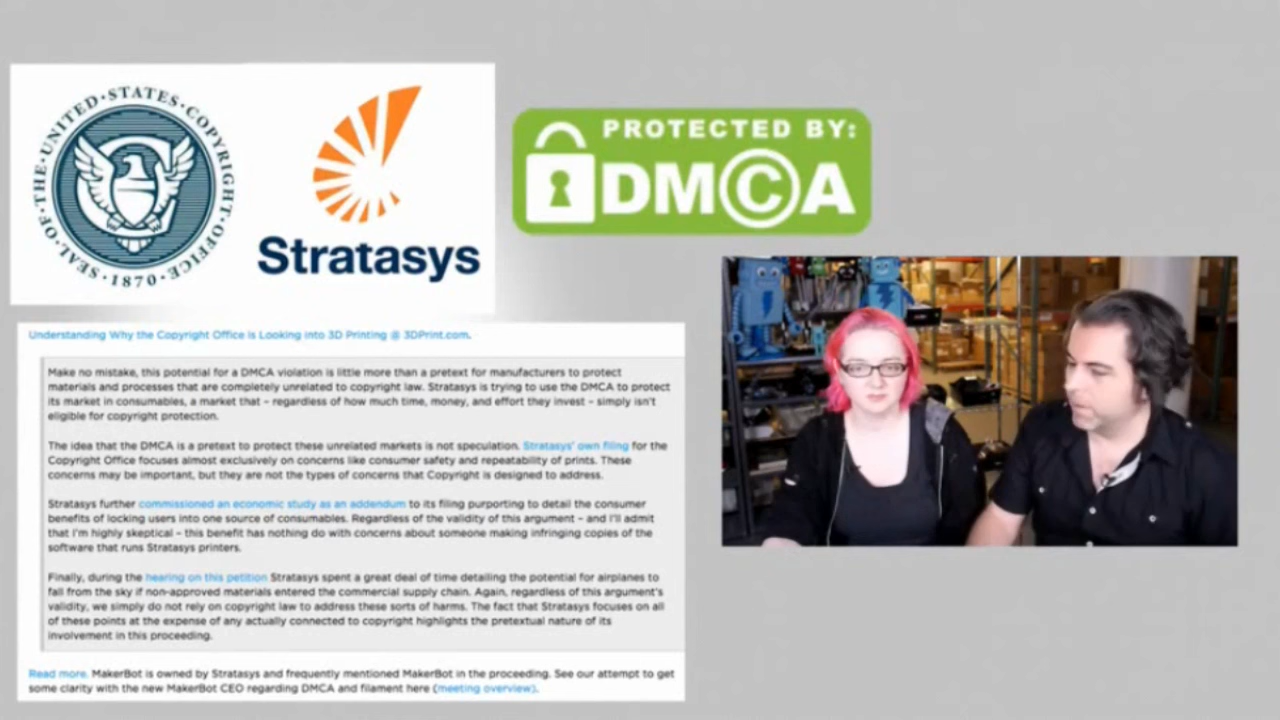 ·SEAL·OF·THE·UNITED·STATES·COPYRIGHT·OFFICE·
·1870·
Stratasys
PROTECTED BY:
DMCA
Understanding Why the Copyright Office is Looking into 3D Printing @ 3DPrint.com.
Make no mistake, this potential for a DMCA violation is little more than a pretext for manufacturers to protect
materials and processes that are completely unrelated to copyright law. Stratasys is trying to use the DMCA to protect
its market in consumables, a market that – regardless of how much time, money, and effort they invest – simply isn't
eligible for copyright protection.
The idea that the DMCA is a pretext to protect these unrelated markets is not speculation. Stratasys' own filing for the
Copyright Office focuses almost exclusively on concerns like consumer safety and repeatability of prints. These
concerns may be important, but they are not the types of concerns that Copyright is designed to address.
Stratasys further commissioned an economic study as an addendum to its filing purporting to detail the consumer
benefits of locking users into one source of consumables. Regardless of the validity of this argument – and I'll admit
that I'm highly skeptical – this benefit has nothing do with concerns about someone making infringing copies of the
software that runs Stratasys printers.
Finally, during the hearing on this petition Stratasys spent a great deal of time detailing the potential for airplanes to
fall from the sky if non-approved materials entered the commercial supply chain. Again, regardless of this argument's
validity, we simply do not rely on copyright law to address these sorts of harms. The fact that Stratasys focuses on all
of these points at the expense of any actually connected to copyright highlights the pretextual nature of its
involvement in this proceeding.
Read more. MakerBot is owned by Stratasys and frequently mentioned MakerBot in the proceeding. See our attempt to get
some clarity with the new MakerBot CEO regarding DMCA and filament here (meeting overview).